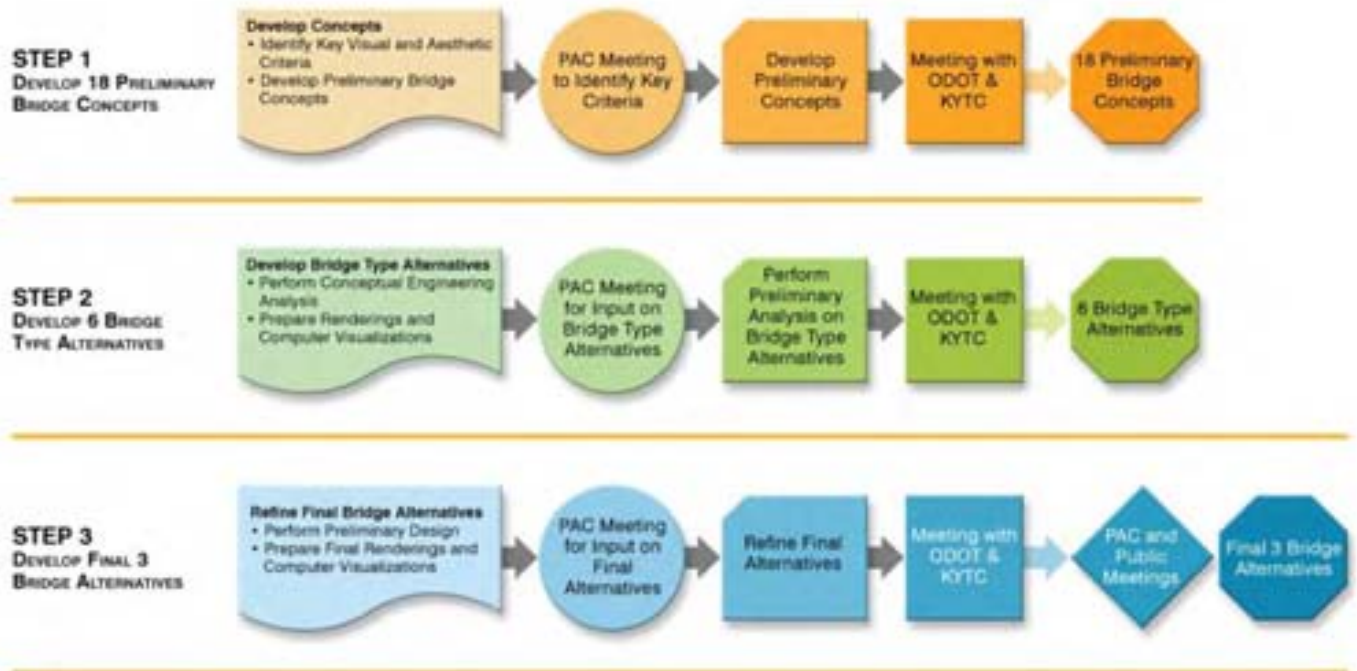 STEP 1
DEVELOP 18 PRELIMINARY
BRIDGE CONCEPTS
Develop Concepts
• Identify Key Visual and Aesthetic
Criteria
• Develop Preliminary Bridge
Concepts
PAC Meeting
to Identify Key
Criteria
Develop
Preliminary
Concepts
Meeting with
ODOT &
KYTC
18 Preliminary
Bridge
Concepts
STEP 2
DEVELOP 6 BRIDGE
TYPE ALTERNATIVES
Develop Bridge Type Alternatives
• Perform Conceptual Engineering
Analysis
• Prepare Renderings and
Computer Visualizations
PAC Meeting
for Input on
Bridge Type
Alternatives
Perform
Preliminary
Analysis on
Bridge Type
Alternatives
Meeting with
ODOT &
KYTC
6 Bridge Type
Alternatives
STEP 3
DEVELOP FINAL 3
BRIDGE ALTERNATIVES
Refine Final Bridge Alternatives
• Perform Preliminary Design
• Prepare Final Renderings and
Computer Visualizations
PAC Meeting
for Input on
Final
Alternatives
Refine Final
Alternatives
Meeting with
ODOT &
KYTC
PAC and
Public
Meetings
Final 3 Bridge
Alternatives